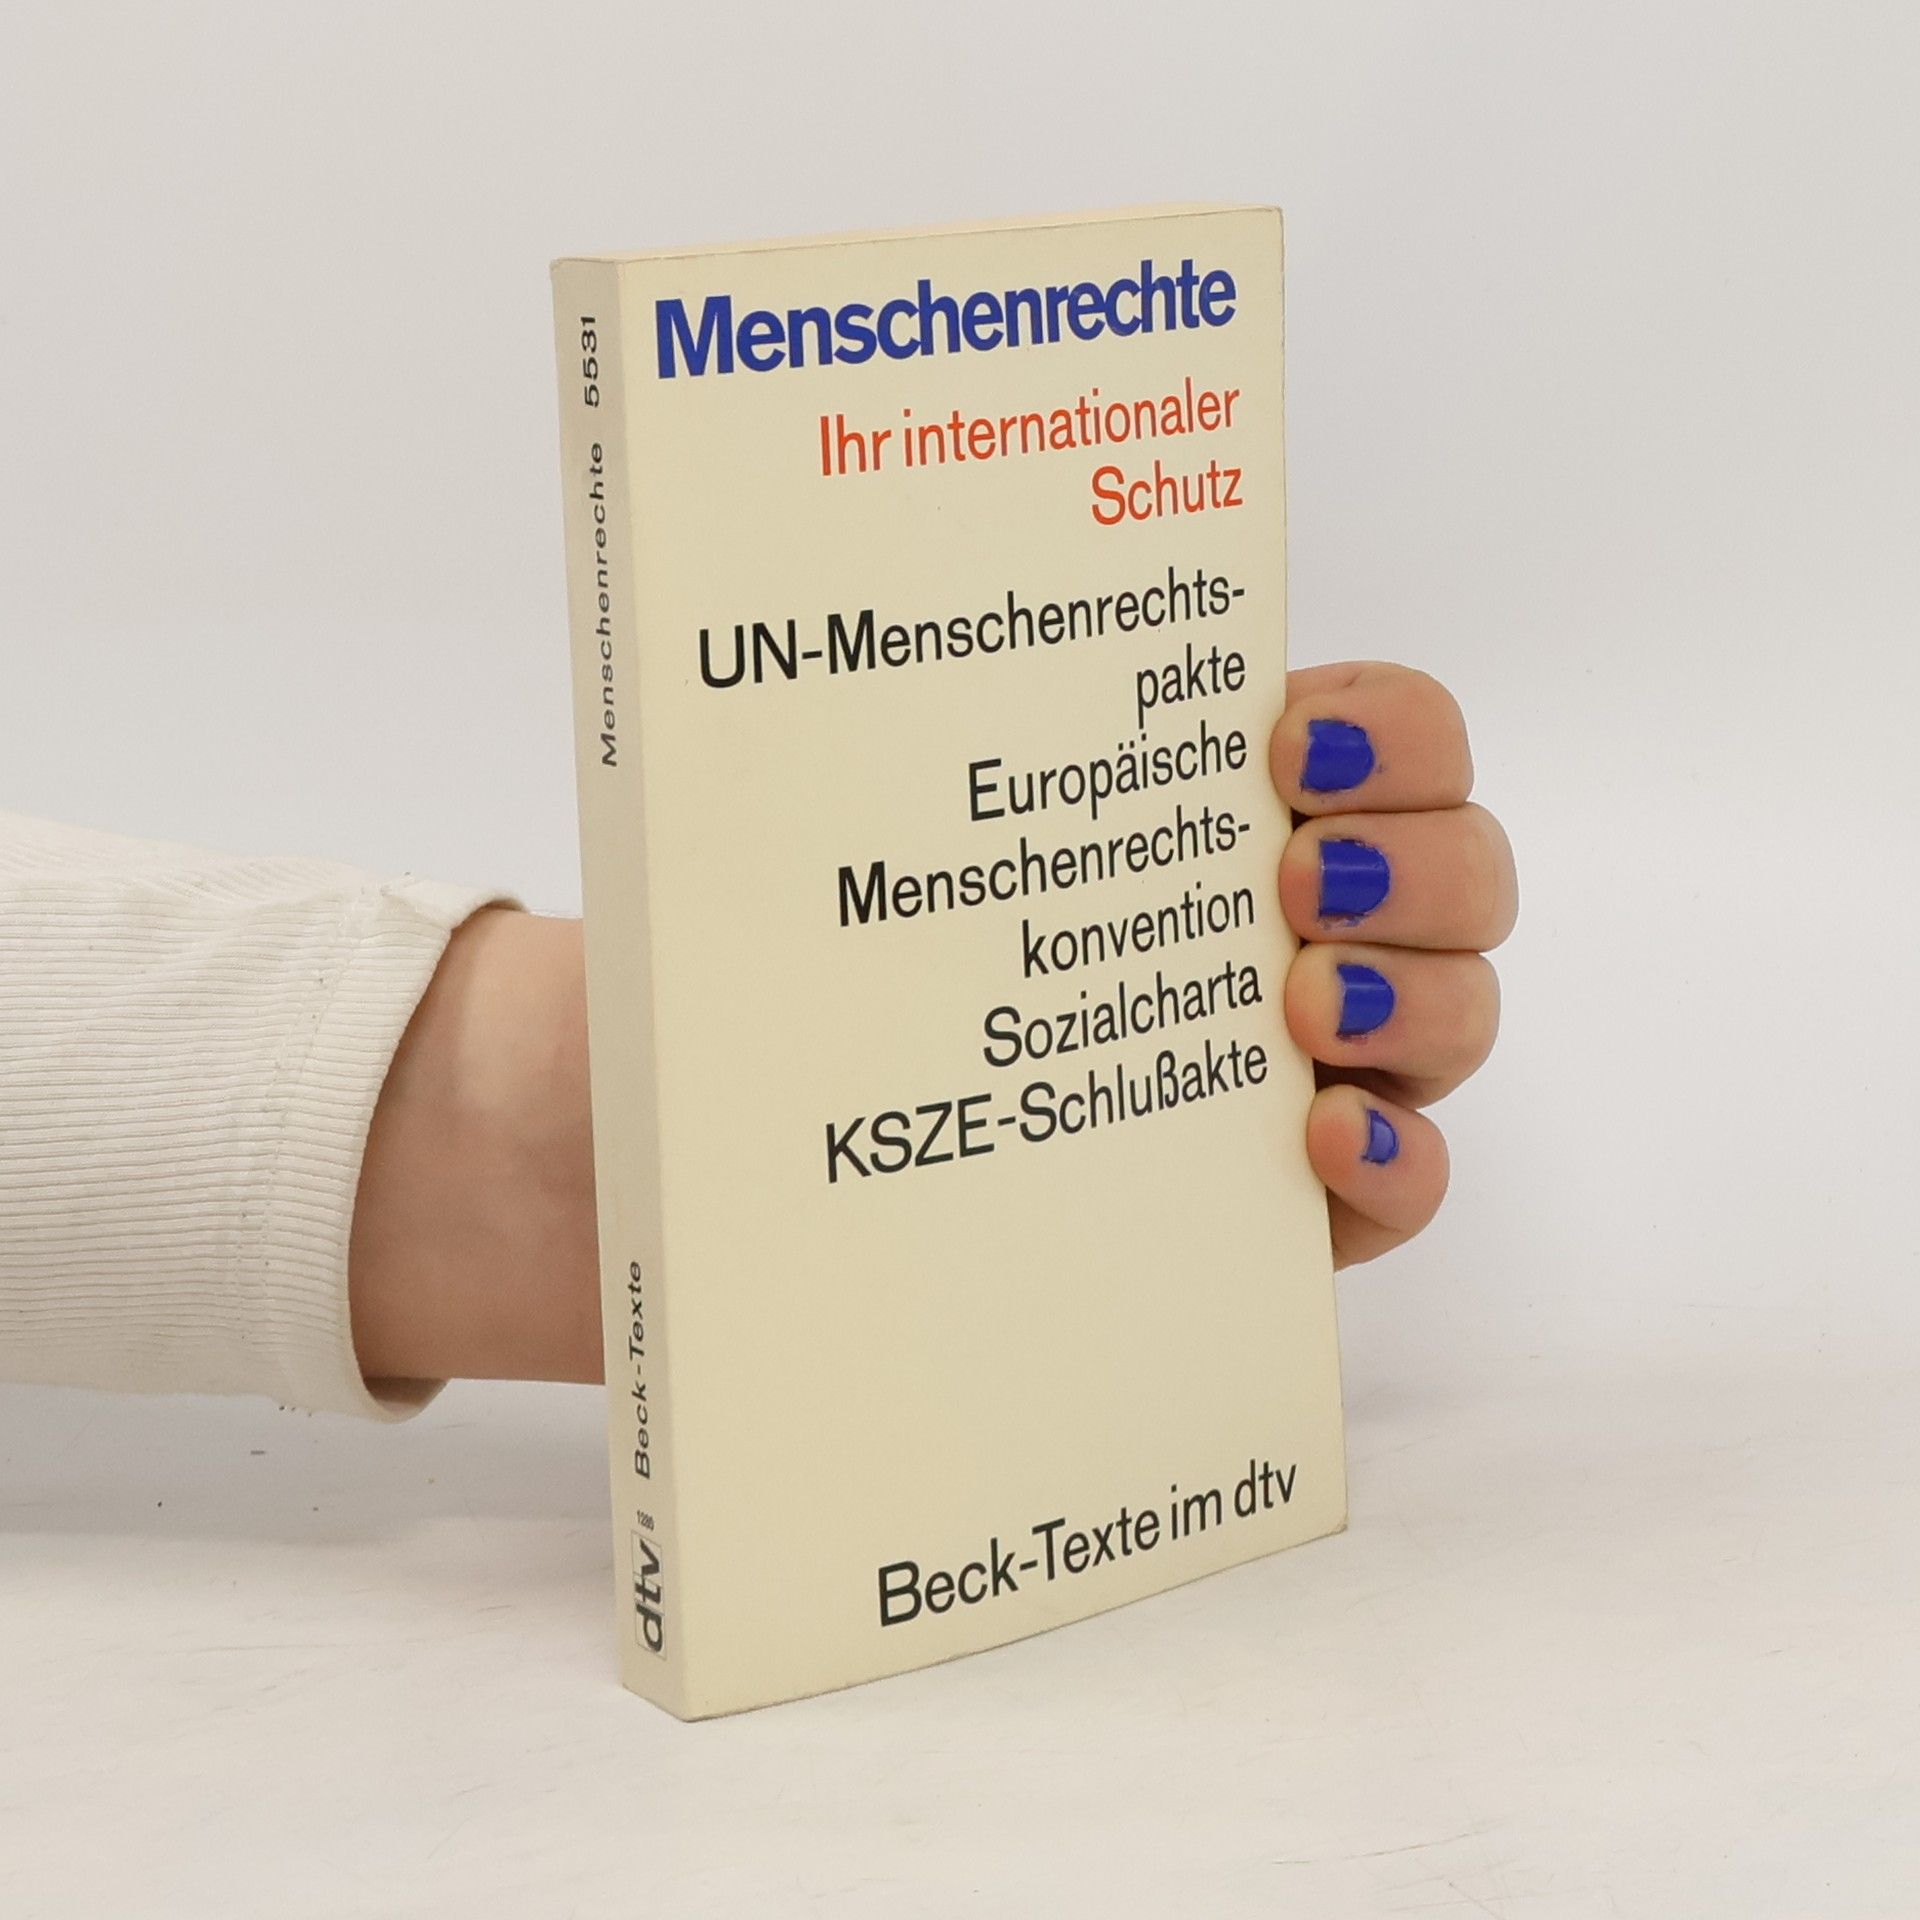 Menschenrechte
Ihr internationaler
Schutz
UN-Menschenrechts-
pakte
Europäische
Menschenrechts-
konvention
Sozialcharta
KSZE-Schlußakte
Beck-Texte im dtv
Menschenrechte 5531
Beck-Texte
1280
dtv